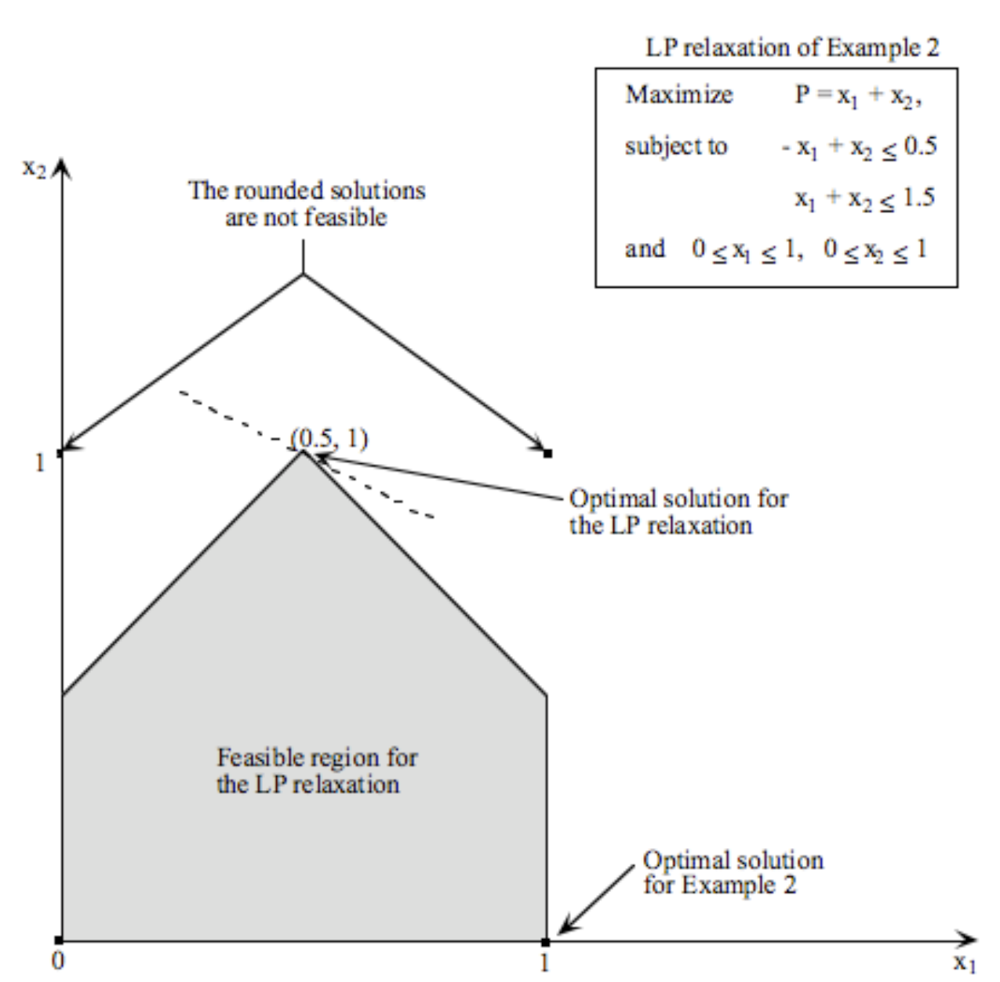 LP relaxation of Example 2
Maximize P = x₁ + x₂,
subject to - x₁ + x₂ ≤ 0.5
x₁ + x₂ ≤ 1.5
and 0 ≤ x₁ ≤ 1, 0 ≤ x₂ ≤ 1
x₂
The rounded solutions
are not feasible
(0.5, 1)
1
Optimal solution for
the LP relaxation
Feasible region for
the LP relaxation
Optimal solution
for Example 2
0
1
x₁